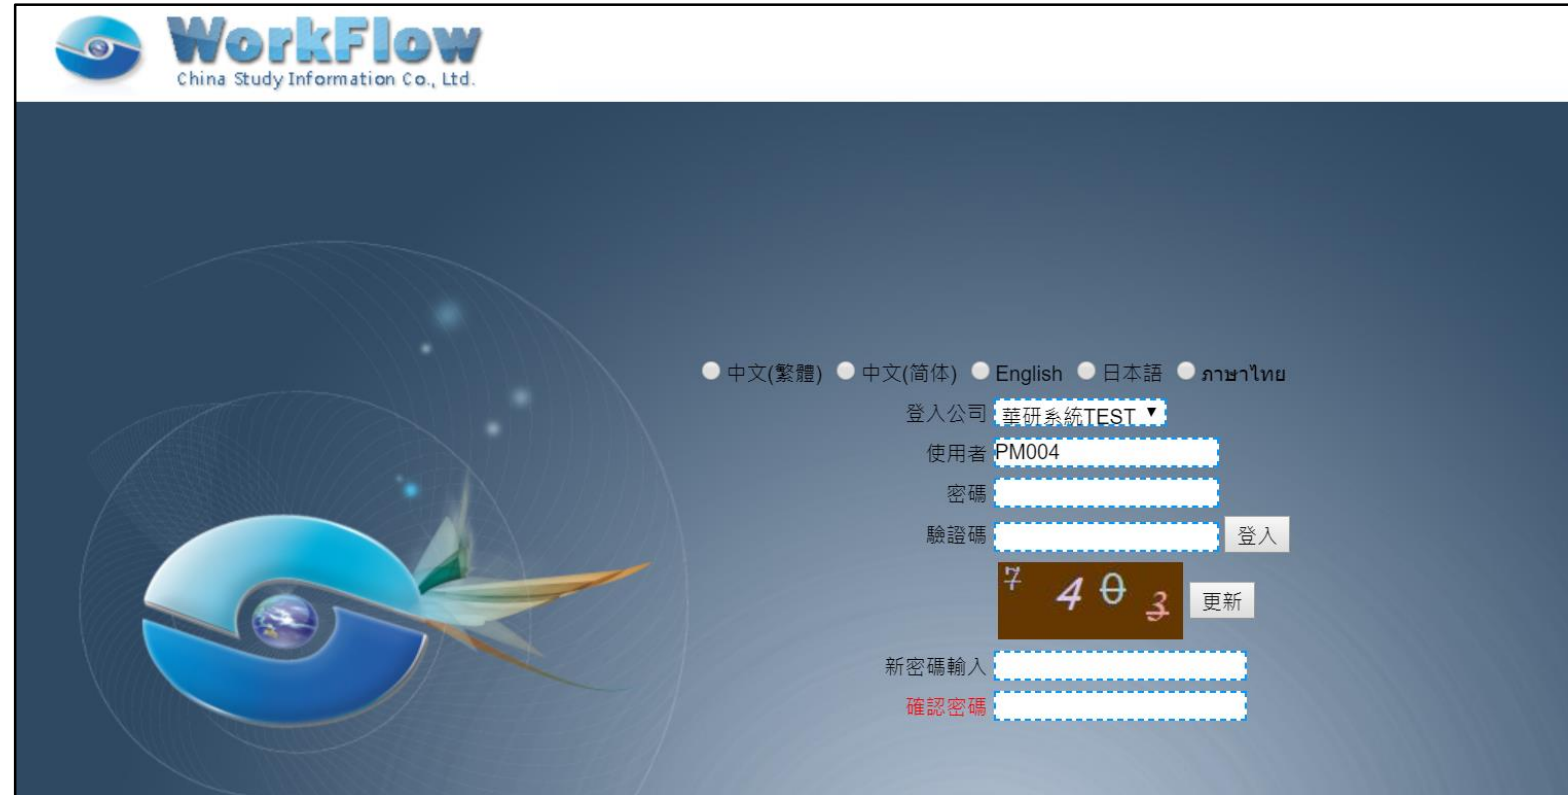 WorkFlow
China Study Information Co., Ltd.
中文(繁體) 中文(简体) English 日本語 ภาษาไทย
登入公司 華研系統TEST
使用者 PM004
密碼
驗證碼 登入
7 4 0 3 更新
新密碼輸入
確認密碼